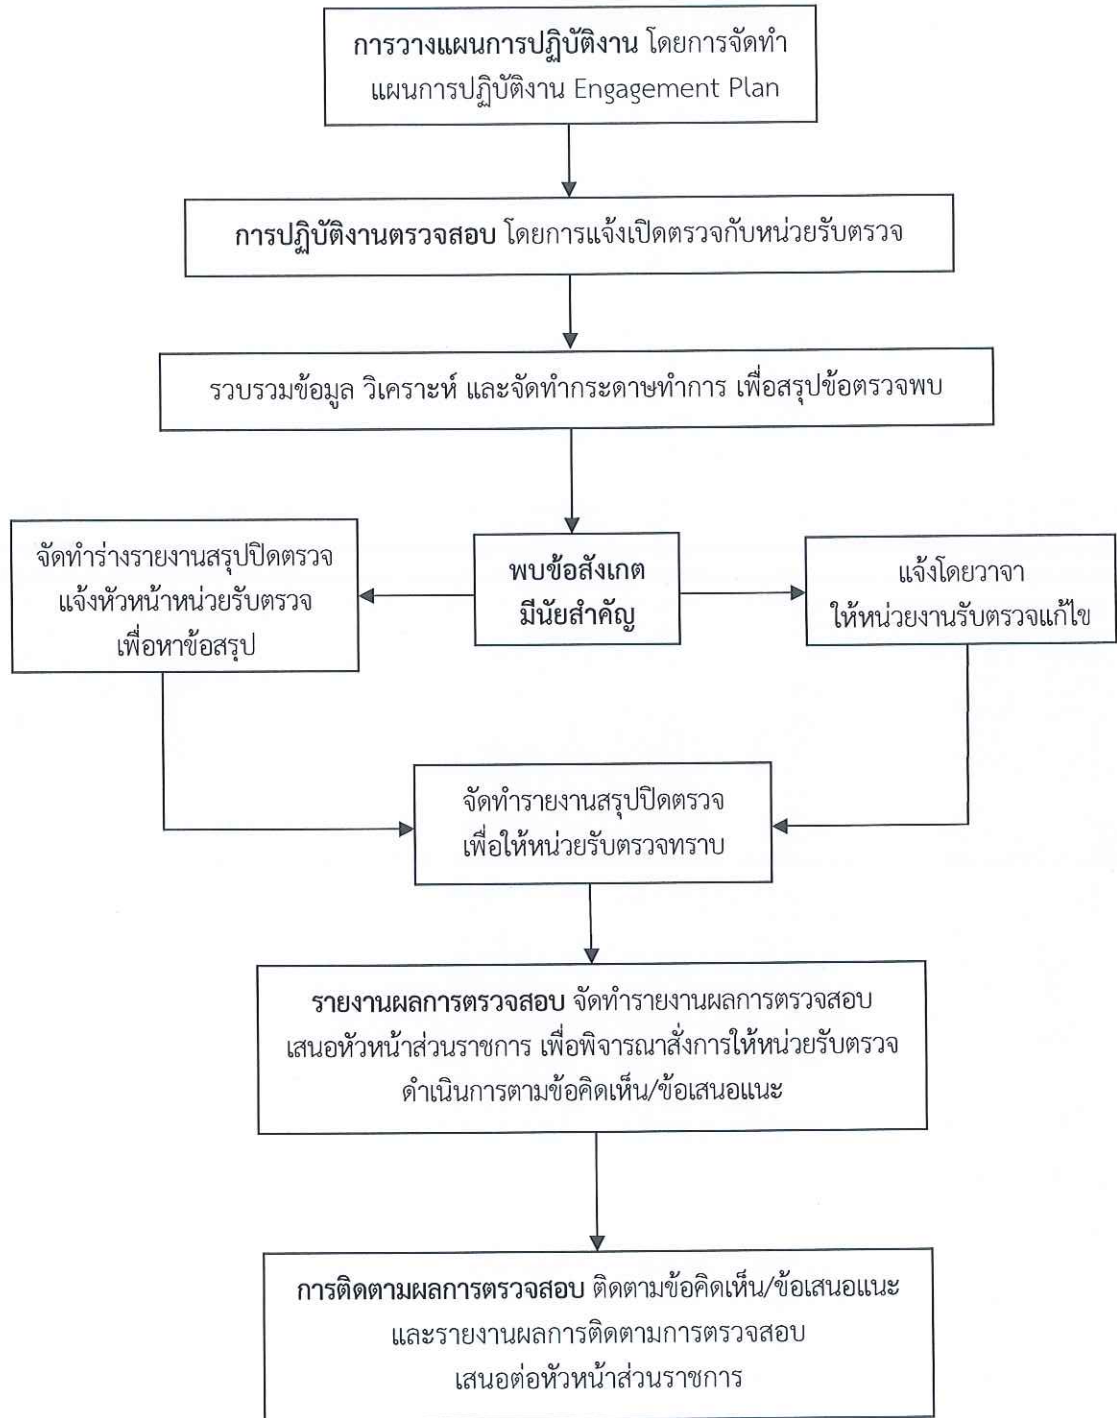 การวางแผนการปฏิบัติงาน โดยการจัดทำ
แผนการปฏิบัติงาน Engagement Plan
การปฏิบัติงานตรวจสอบ โดยการแจ้งเปิดตรวจกับหน่วยรับตรวจ
รวบรวมข้อมูล วิเคราะห์ และจัดทำกระดาษทำการ เพื่อสรุปข้อตรวจพบ
จัดทำร่างรายงานสรุปปิดตรวจ
แจ้งหัวหน้าหน่วยรับตรวจ
เพื่อหาข้อสรุป
พบข้อสังเกต
มีนัยสำคัญ
แจ้งโดยวาจา
ให้หน่วยงานรับตรวจแก้ไข
จัดทำรายงานสรุปปิดตรวจ
เพื่อให้หน่วยรับตรวจทราบ
รายงานผลการตรวจสอบ จัดทำรายงานผลการตรวจสอบ
เสนอหัวหน้าส่วนราชการ เพื่อพิจารณาสั่งการให้หน่วยรับตรวจ
ดำเนินการตามข้อคิดเห็น/ข้อเสนอแนะ
การติดตามผลการตรวจสอบ ติดตามข้อคิดเห็น/ข้อเสนอแนะ
และรายงานผลการติดตามการตรวจสอบ
เสนอต่อหัวหน้าส่วนราชการ